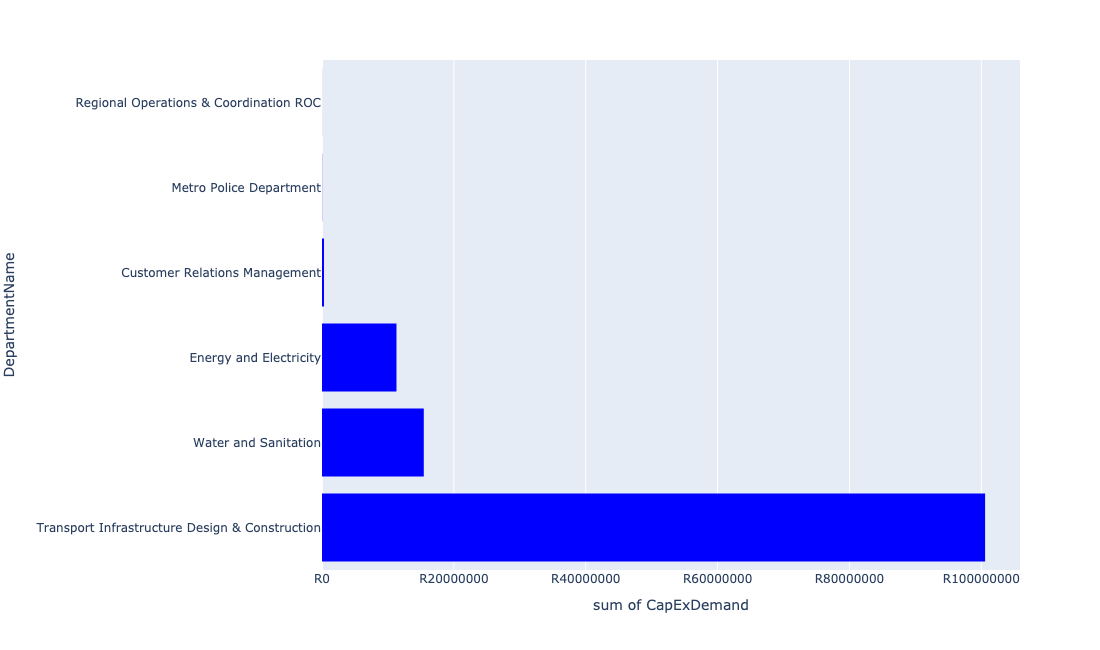 Regional Operations & Coordination ROC
Metro Police Department
Customer Relations Management
Energy and Electricity
Water and Sanitation
Transport Infrastructure Design & Construction
DepartmentName
R0 R20000000 R40000000 R60000000 R80000000 R100000000
sum of CapExDemand